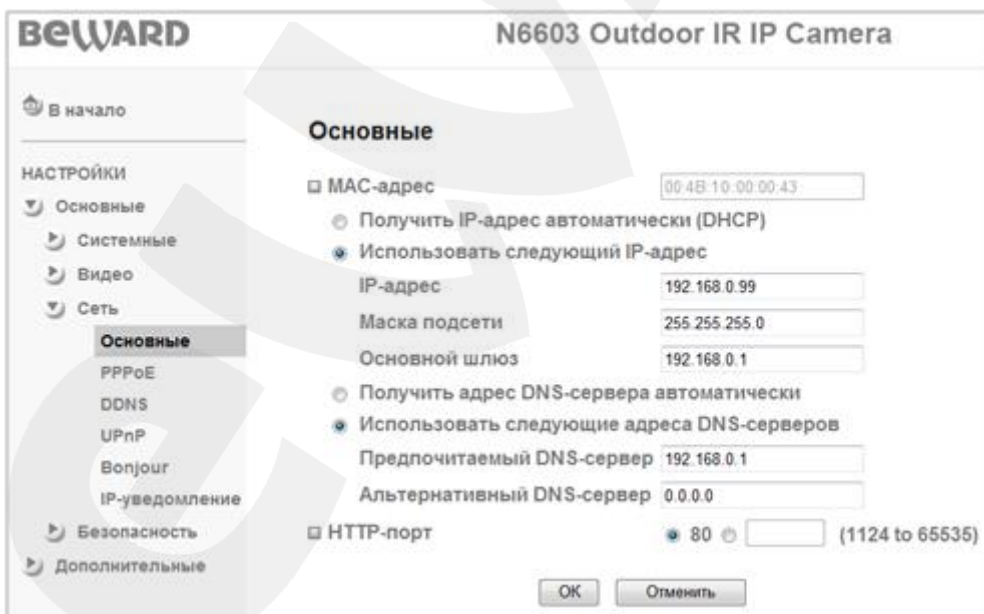 BEWARD
N6603 Outdoor IR IP Camera
В начало
НАСТРОЙКИ
Основные
Системные
Видео
Сеть
Основные
PPPoE
DDNS
UPnP
Bonjour
IP-уведомление
Безопасность
Дополнительные
Основные
MAC-адрес 00:4B:10:00:00:43
Получить IP-адрес автоматически (DHCP)
Использовать следующий IP-адрес
IP-адрес 192.168.0.99
Маска подсети 255.255.255.0
Основной шлюз 192.168.0.1
Получить адрес DNS-сервера автоматически
Использовать следующие адреса DNS-серверов
Предпочитаемый DNS-сервер 192.168.0.1
Альтернативный DNS-сервер 0.0.0.0
HTTP-порт 80 (1124 to 65535)
OK Отменить